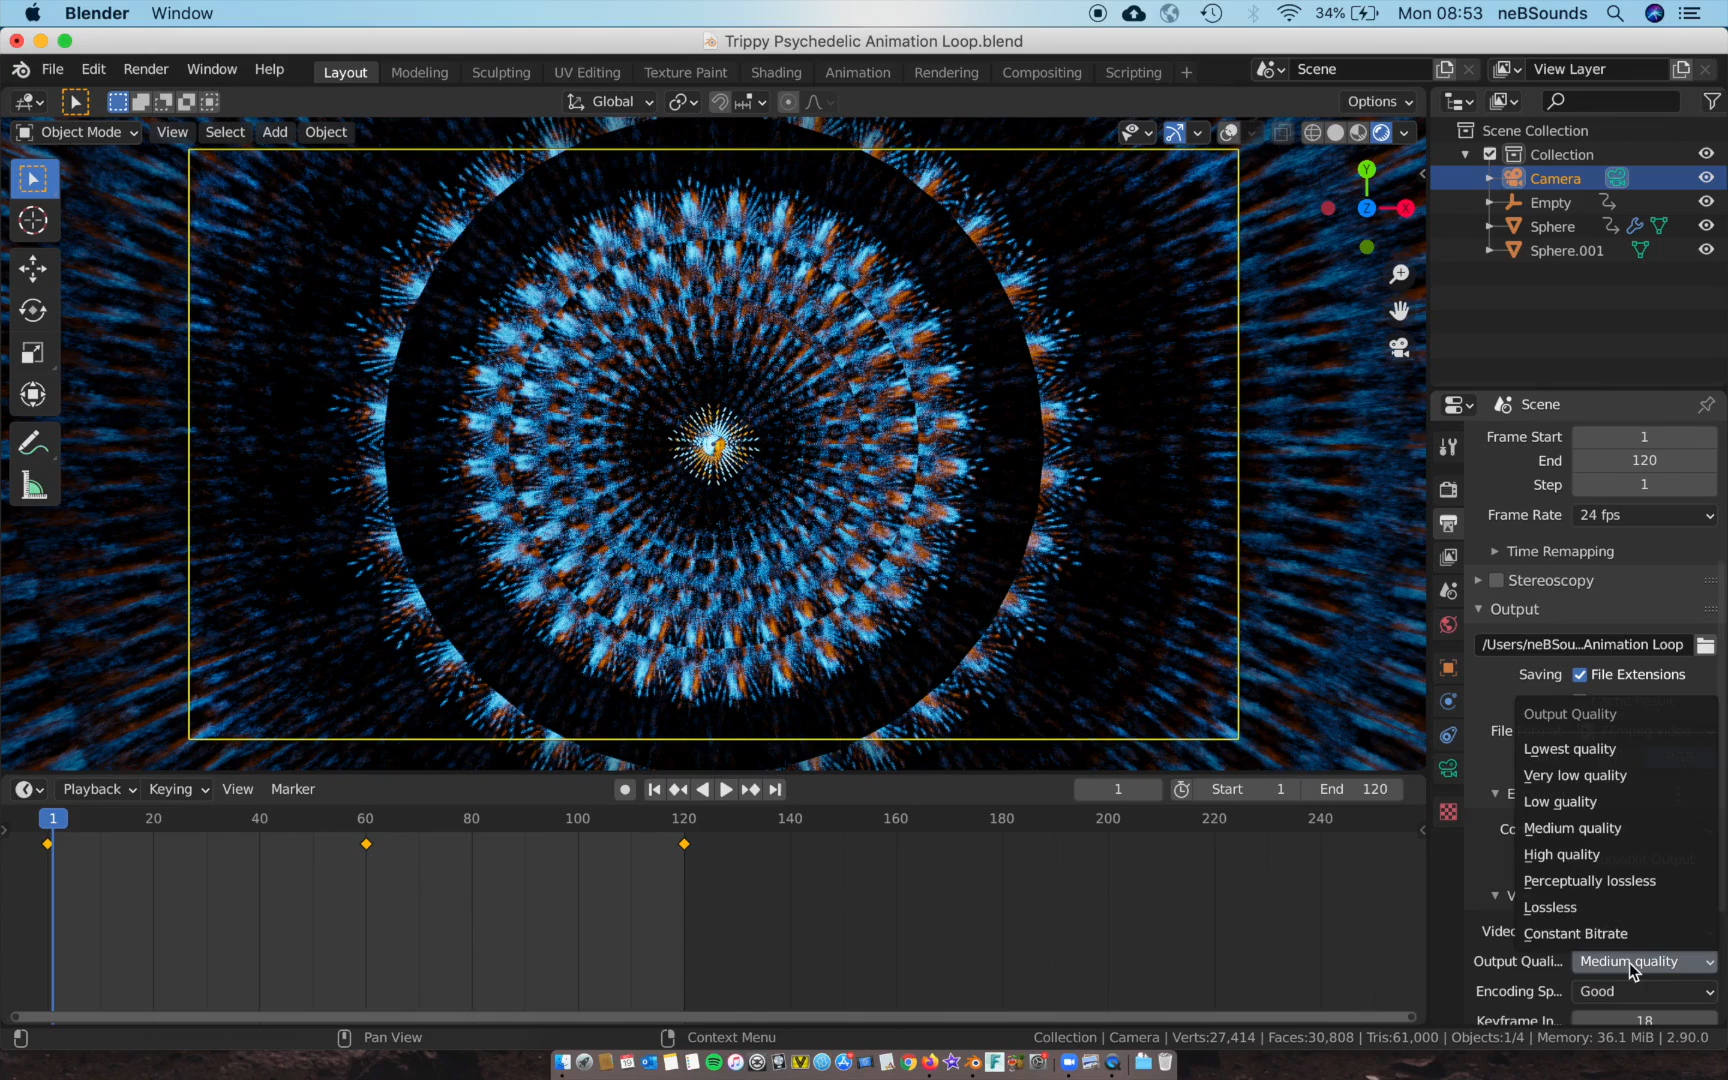 Blender Window 34% Mon 08:53 neBSounds
Trippy Psychedelic Animation Loop.blend
File Edit Render Window Help Layout Modeling Sculpting UV Editing Texture Paint Shading Animation Rendering Compositing Scripting + Scene View Layer
Global Options
Object Mode View Select Add Object
Scene Collection
Collection
Camera
Empty
Sphere
Sphere.001
Y
Z X
Scene
Frame Start 1
End 120
Step 1
Frame Rate 24 fps
Time Remapping
Stereoscopy
Output
/Users/neBSou...Animation Loop
Saving File Extensions
Output Quality
File
Lowest quality
Very low quality
E
Low quality
Co
Medium quality
High quality
Perceptually lossless
V
Lossless
Video
Constant Bitrate
Output Quali... Medium quality
Encoding Sp... Good
Keyframe In... 18
Playback Keying View Marker 1 Start 1 End 120
1 20 40 60 80 100 120 140 160 180 200 220 240
Pan View Context Menu Collection | Camera | Verts:27,414 | Faces:30,808 | Tris:61,000 | Objects:1/4 | Memory: 36.1 MiB | 2.90.0